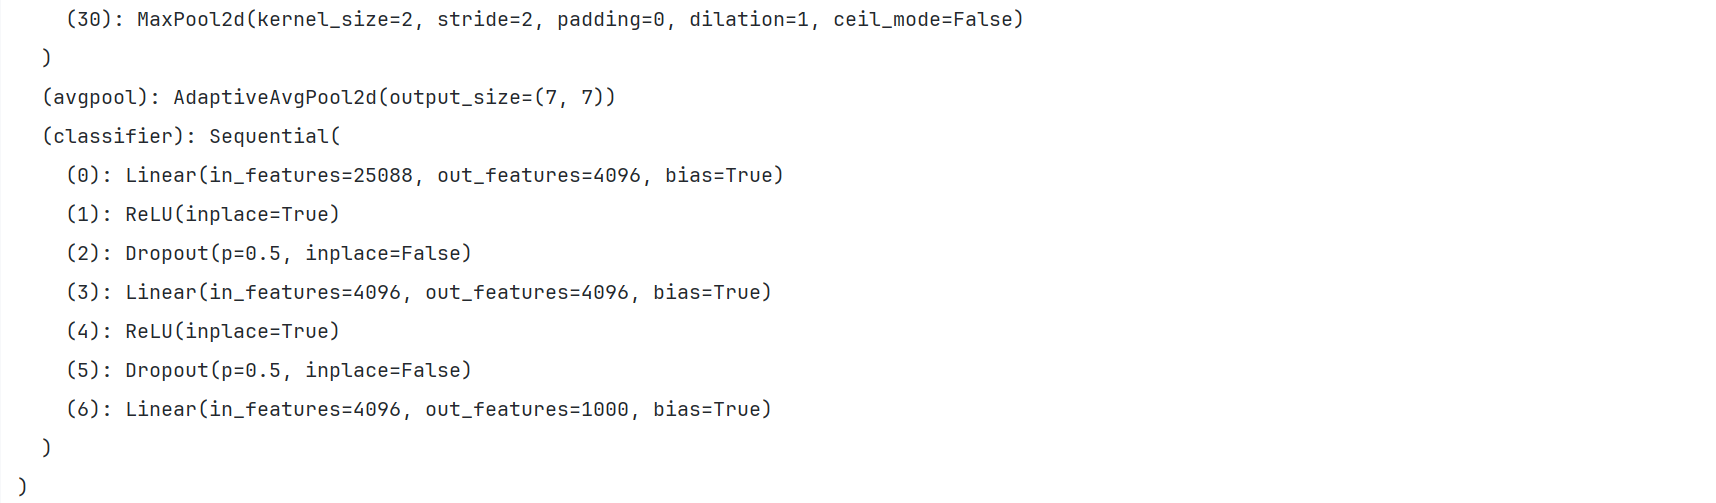 (30): MaxPool2d(kernel_size=2, stride=2, padding=0, dilation=1, ceil_mode=False)
)
(avgpool): AdaptiveAvgPool2d(output_size=(7, 7))
(classifier): Sequential(
(0): Linear(in_features=25088, out_features=4096, bias=True)
(1): ReLU(inplace=True)
(2): Dropout(p=0.5, inplace=False)
(3): Linear(in_features=4096, out_features=4096, bias=True)
(4): ReLU(inplace=True)
(5): Dropout(p=0.5, inplace=False)
(6): Linear(in_features=4096, out_features=1000, bias=True)
)
)